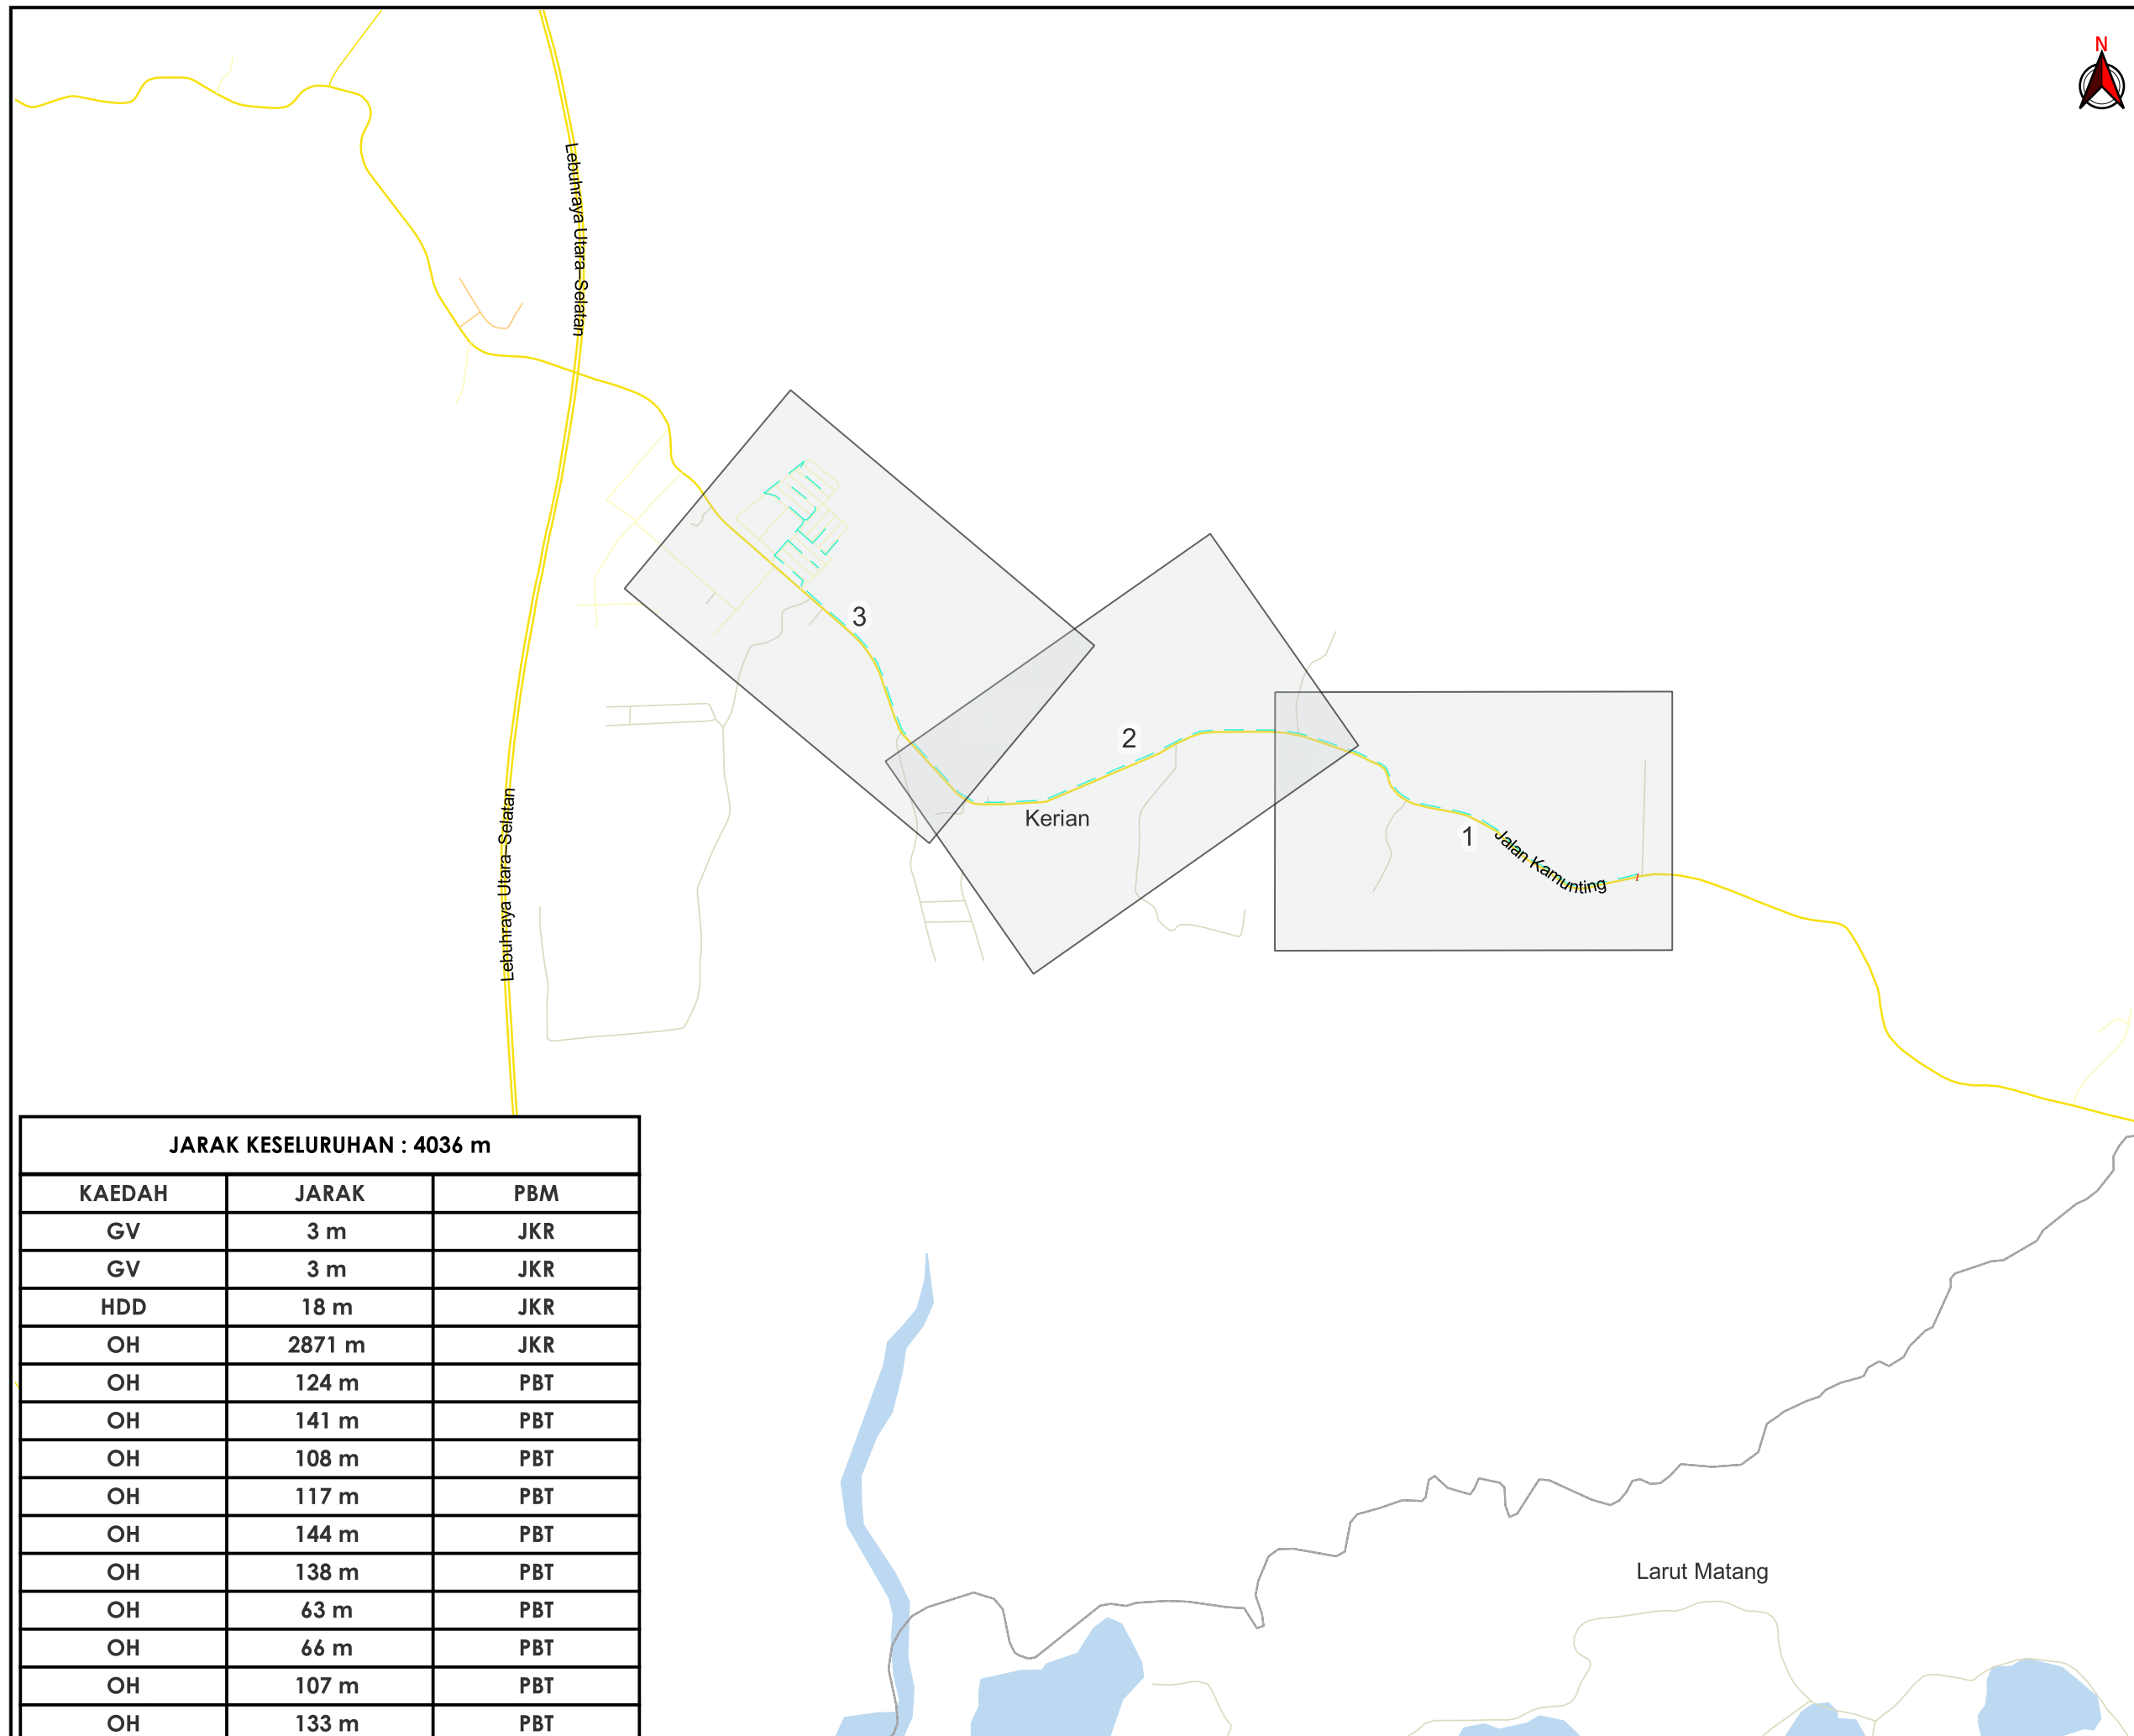 N
Lebuhraya Utara–Selatan
3
2
Kerian
1
Jalan Kamunting
Lebuhraya Utara–Selatan
JARAK KESELURUHAN : 4036 m
KAEDAH JARAK PBM
GV 3 m JKR
GV 3 m JKR
HDD 18 m JKR
OH 2871 m JKR
OH 124 m PBT
OH 141 m PBT
OH 108 m PBT
OH 117 m PBT
OH 144 m PBT
OH 138 m PBT
OH 63 m PBT
OH 66 m PBT
OH 107 m PBT
OH 133 m PBT
Larut Matang